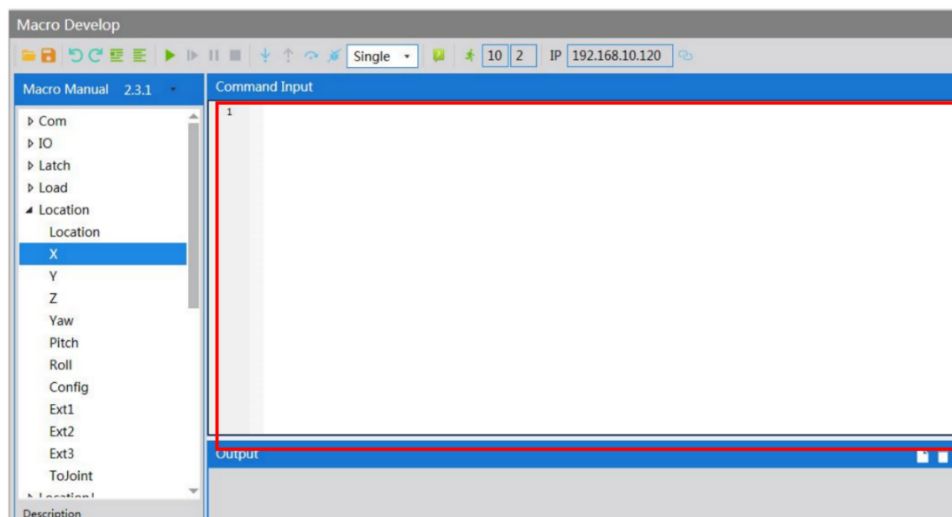 Macro Develop
Single 10 2 IP 192.168.10.120
Macro Manual 2.3.1
Command Input
1
Com
IO
Latch
Load
Location
Location
X
Y
Z
Yaw
Pitch
Roll
Config
Ext1
Ext2
Ext3
ToJoint
Output
Description